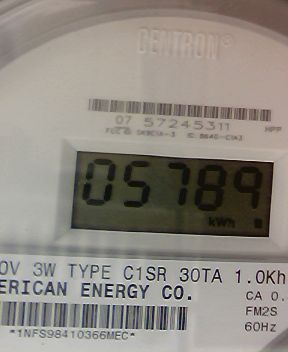 CENTRON®
07 57245311
HPP
05789
kWh
0V 3W TYPE C1SR 30TA 1.0Kh
ERICAN ENERGY CO.
CA 0.
FM2S
*1NFS98410366MEC*
60Hz